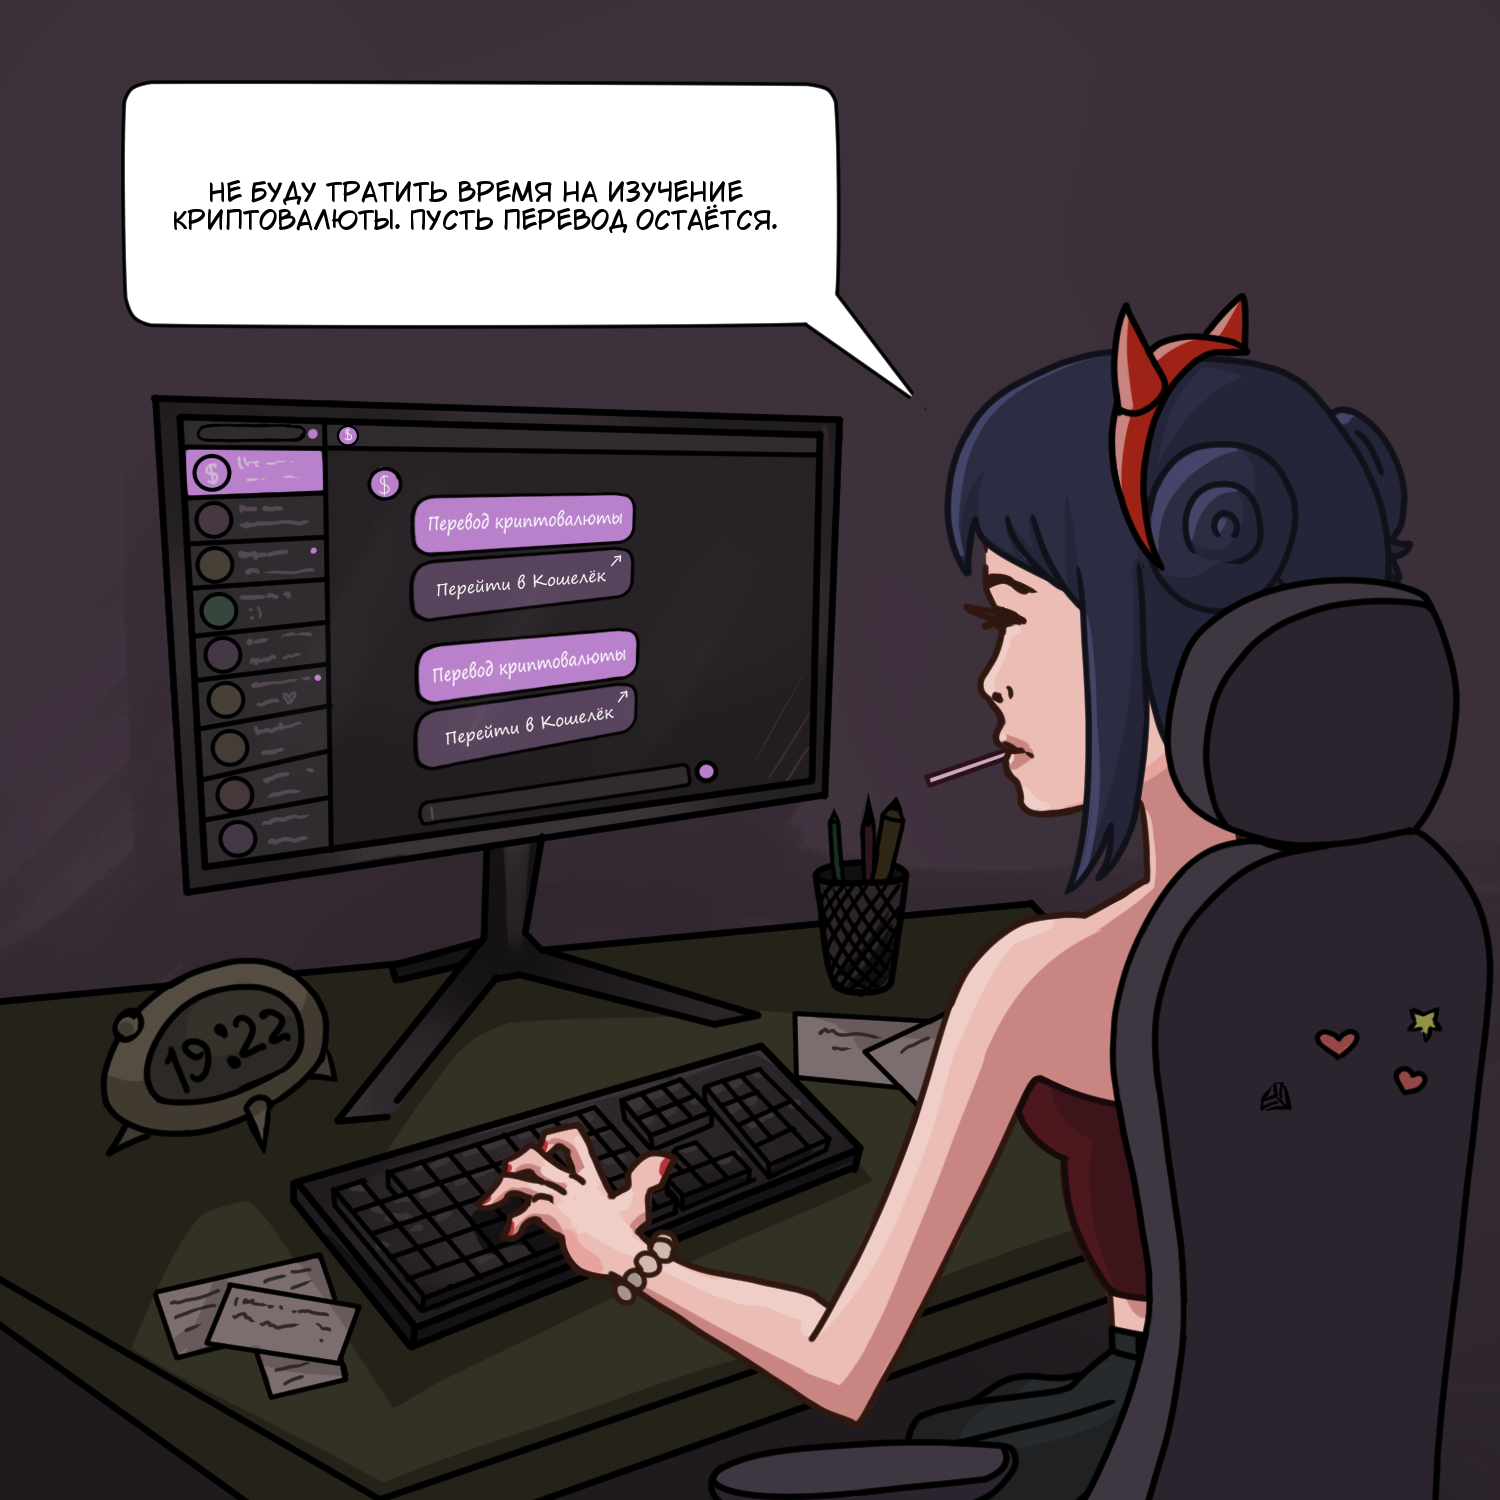 НЕ БУДУ ТРАТИТЬ ВРЕМЯ НА ИЗУЧЕНИЕ
КРИПТОВАЛЮТЫ. ПУСТЬ ПЕРЕВОД ОСТАЁТСЯ.
$
$
$
Перевод криптовалюты
Перейти в Кошелёк
:)
Перевод криптовалюты
Перейти в Кошелёк
19:22